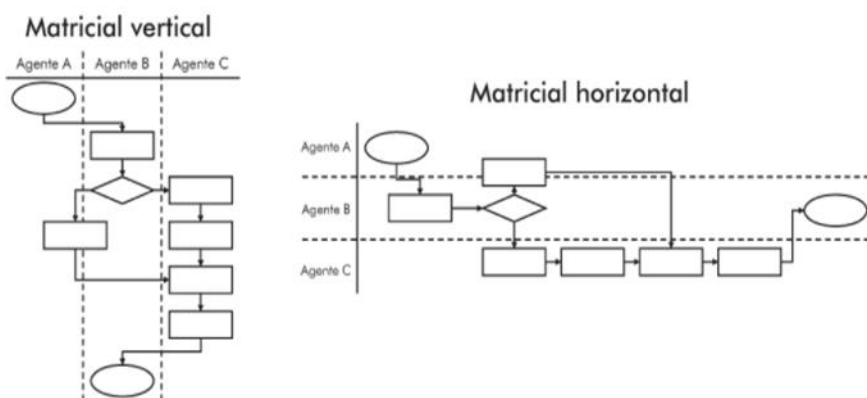 Matricial vertical
Agente A Agente B Agente C
Matricial horizontal
Agente A
Agente B
Agente C